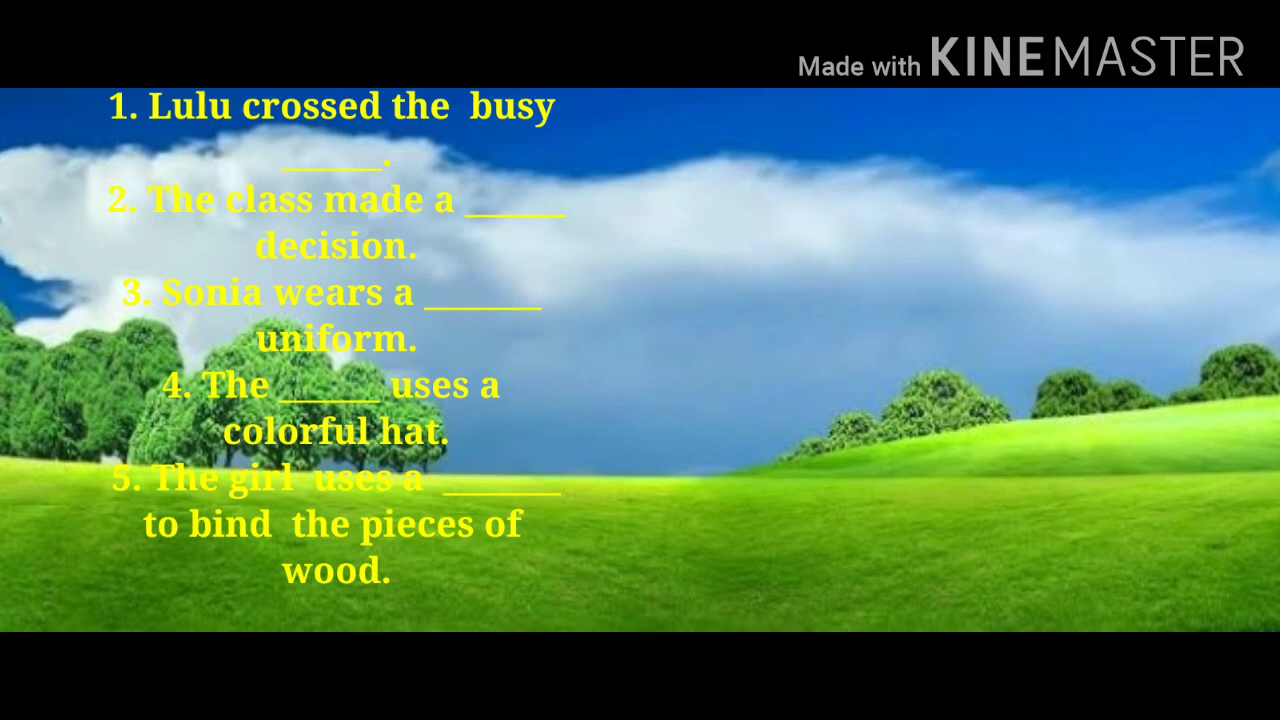 Made with KINEMASTER
1. Lulu crossed the busy
______.
2. The class made a ______
decision.
3. Sonia wears a _______
uniform.
4. The ______ uses a
colorful hat.
5. The girl uses a _______
to bind the pieces of
wood.